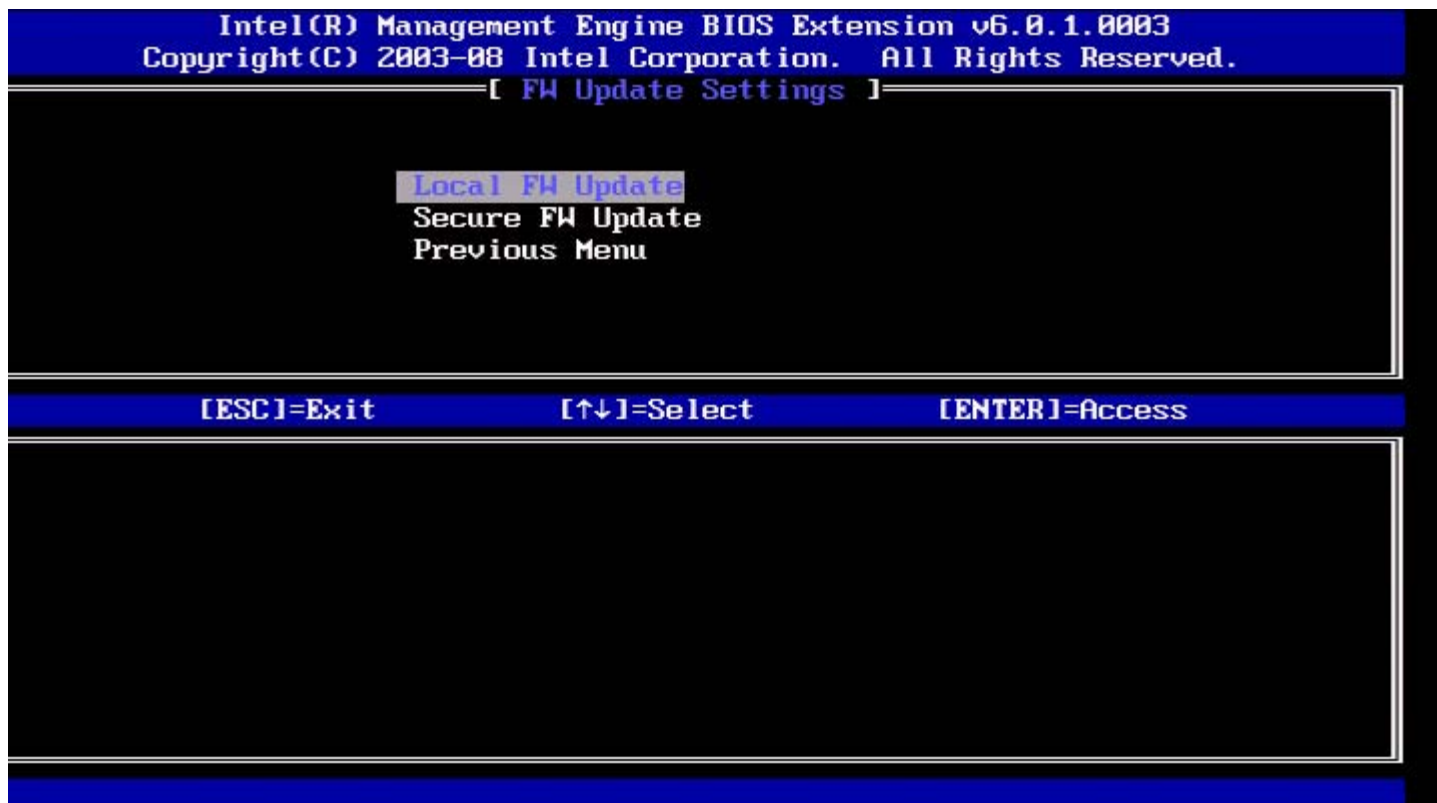 Intel(R) Management Engine BIOS Extension v6.0.1.0003
Copyright(C) 2003-08 Intel Corporation. All Rights Reserved.
[ FW Update Settings ]
Local FW Update
Secure FW Update
Previous Menu
[ESC]=Exit [↑↓]=Select [ENTER]=Access